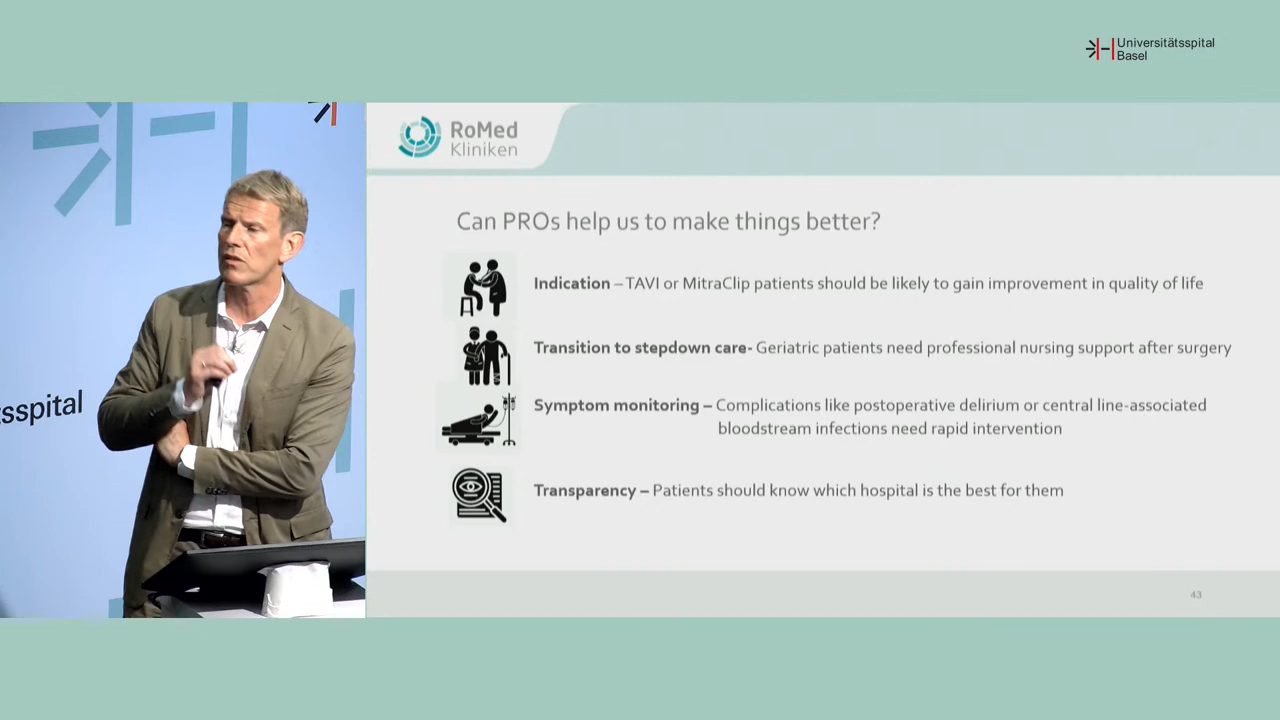 Universitätsspital
Basel
RoMed
Kliniken
Can PROs help us to make things better?
Indication – TAVI or MitraClip patients should be likely to gain improvement in quality of life
Transition to stepdown care- Geriatric patients need professional nursing support after surgery
Symptom monitoring – Complications like postoperative delirium or central line-associated
bloodstream infections need rapid intervention
Transparency – Patients should know which hospital is the best for them
43
tsspital